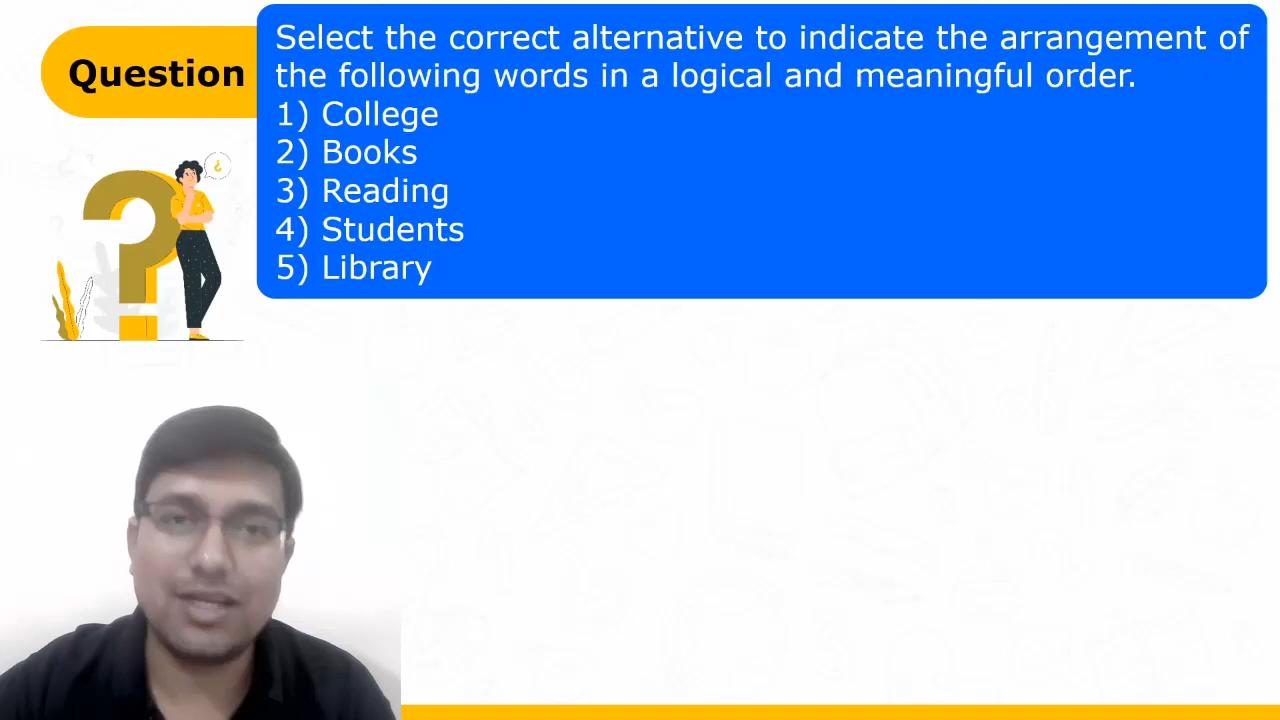 Question
Select the correct alternative to indicate the arrangement of
the following words in a logical and meaningful order.
1) College
2) Books
3) Reading
4) Students
5) Library